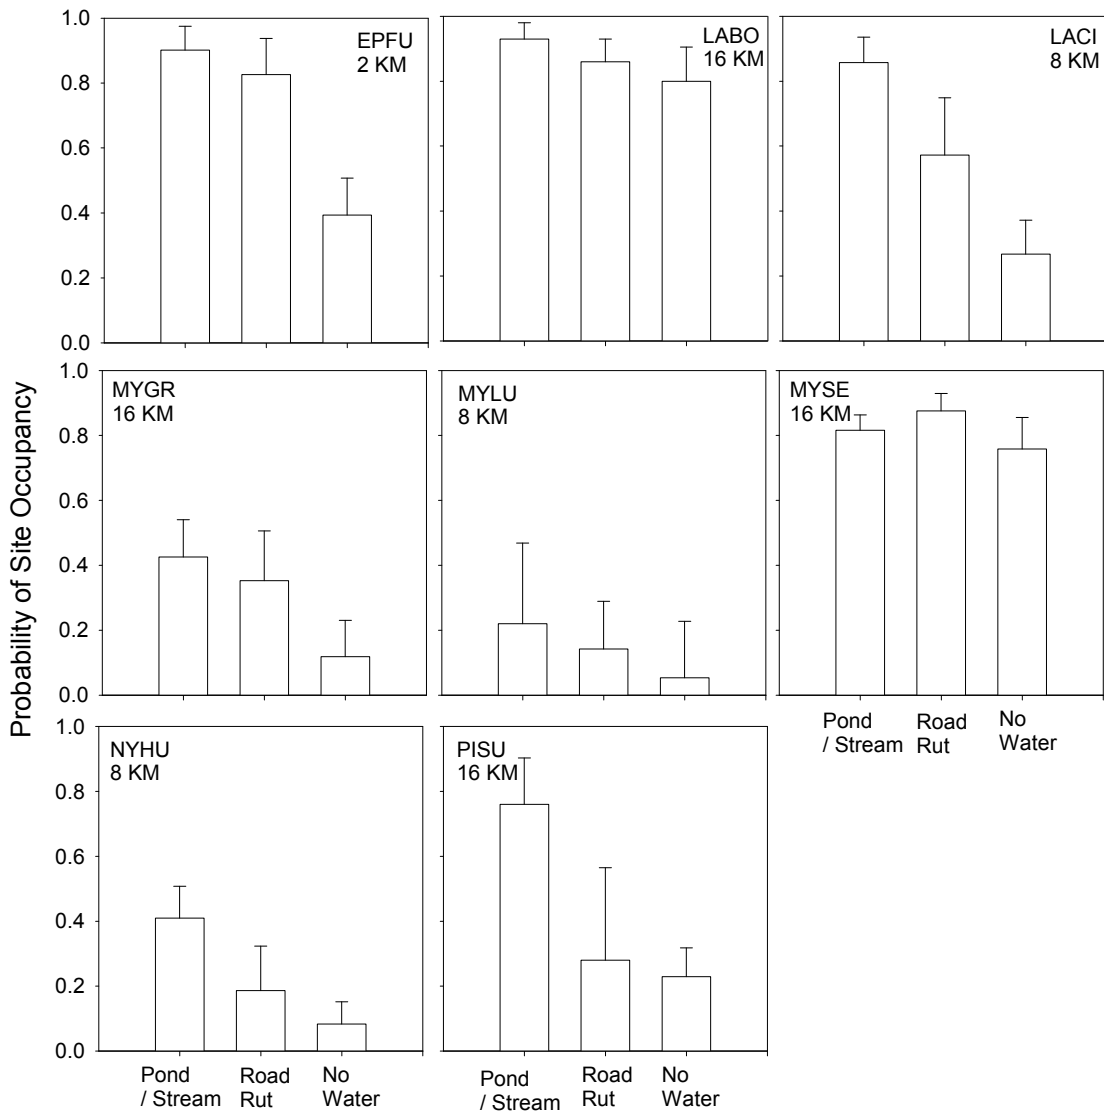 Probability of Site Occupancy
1.0
0.8
0.6
0.4
0.2
0.0
EPFU
2 KM
LABO
16 KM
LACI
8 KM
1.0
0.8
0.6
0.4
0.2
0.0
MYGR
16 KM
MYLU
8 KM
MYSE
16 KM
Pond
/ Stream
Road
Rut
No
Water
1.0
0.8
0.6
0.4
0.2
0.0
NYHU
8 KM
PISU
16 KM
Pond
/ Stream
Road
Rut
No
Water
Pond
/ Stream
Road
Rut
No
Water